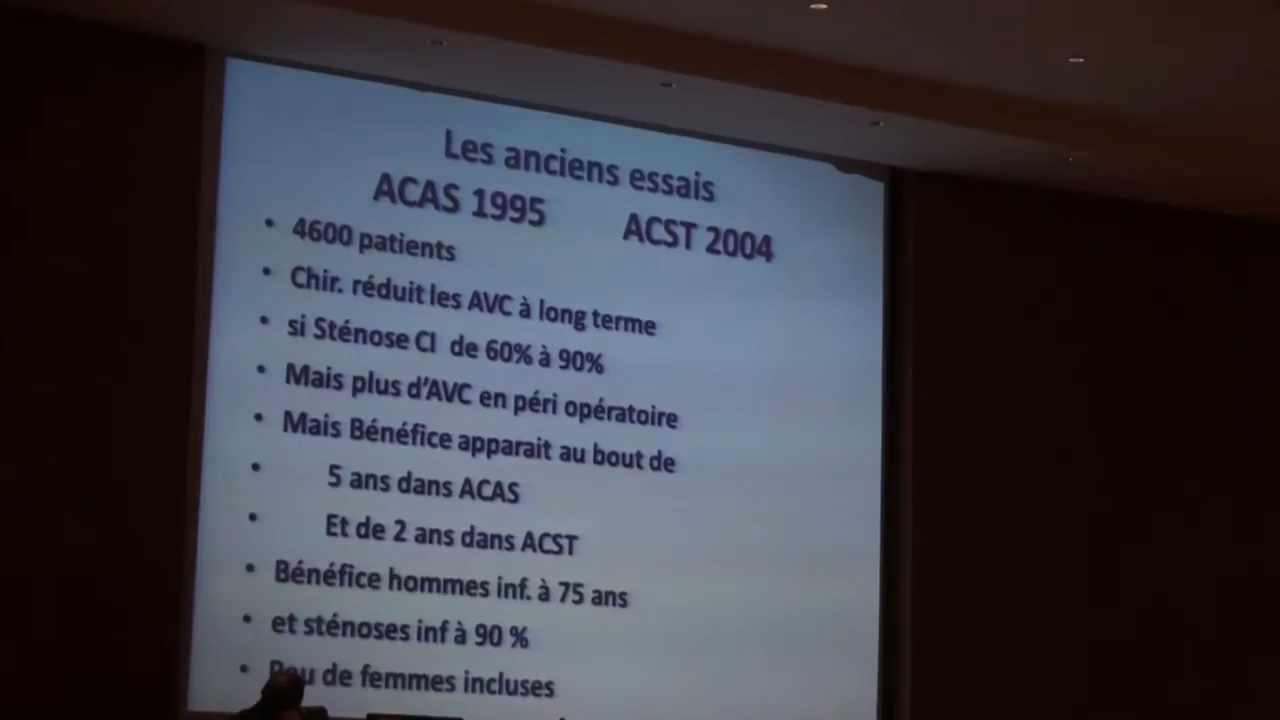 Les anciens essais
ACAS 1995 ACST 2004
• 4600 patients
• Chir. réduit les AVC à long terme
• si Sténose CI de 60% à 90%
• Mais plus d'AVC en péri opératoire
• Mais Bénéfice apparait au bout de
• 5 ans dans ACAS
• Et de 2 ans dans ACST
• Bénéfice hommes inf. à 75 ans
• et sténoses inf à 90 %
• Peu de femmes incluses